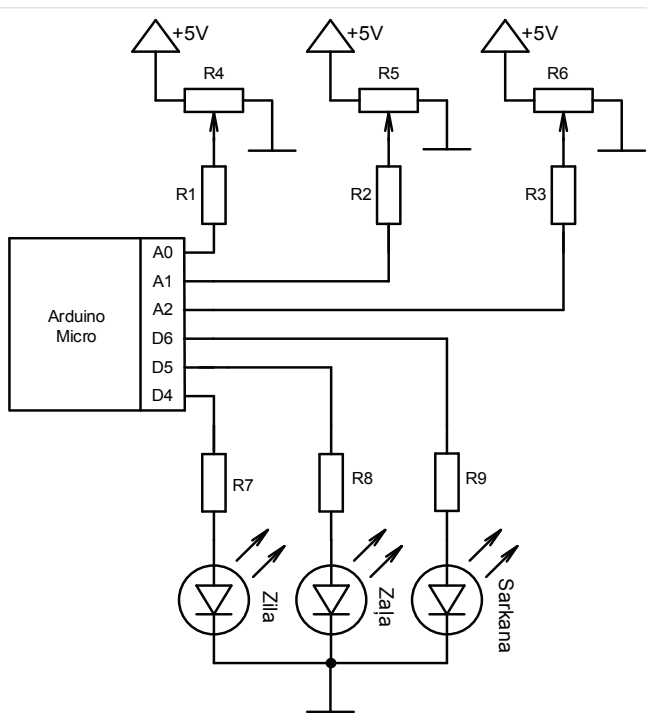 +5V
+5V
+5V
R4
R5
R6
R1
R2
R3
A0
A1
A2
D6
D5
D4
Arduino
Micro
R7
R8
R9
Zila
Zaļa
Sarkana